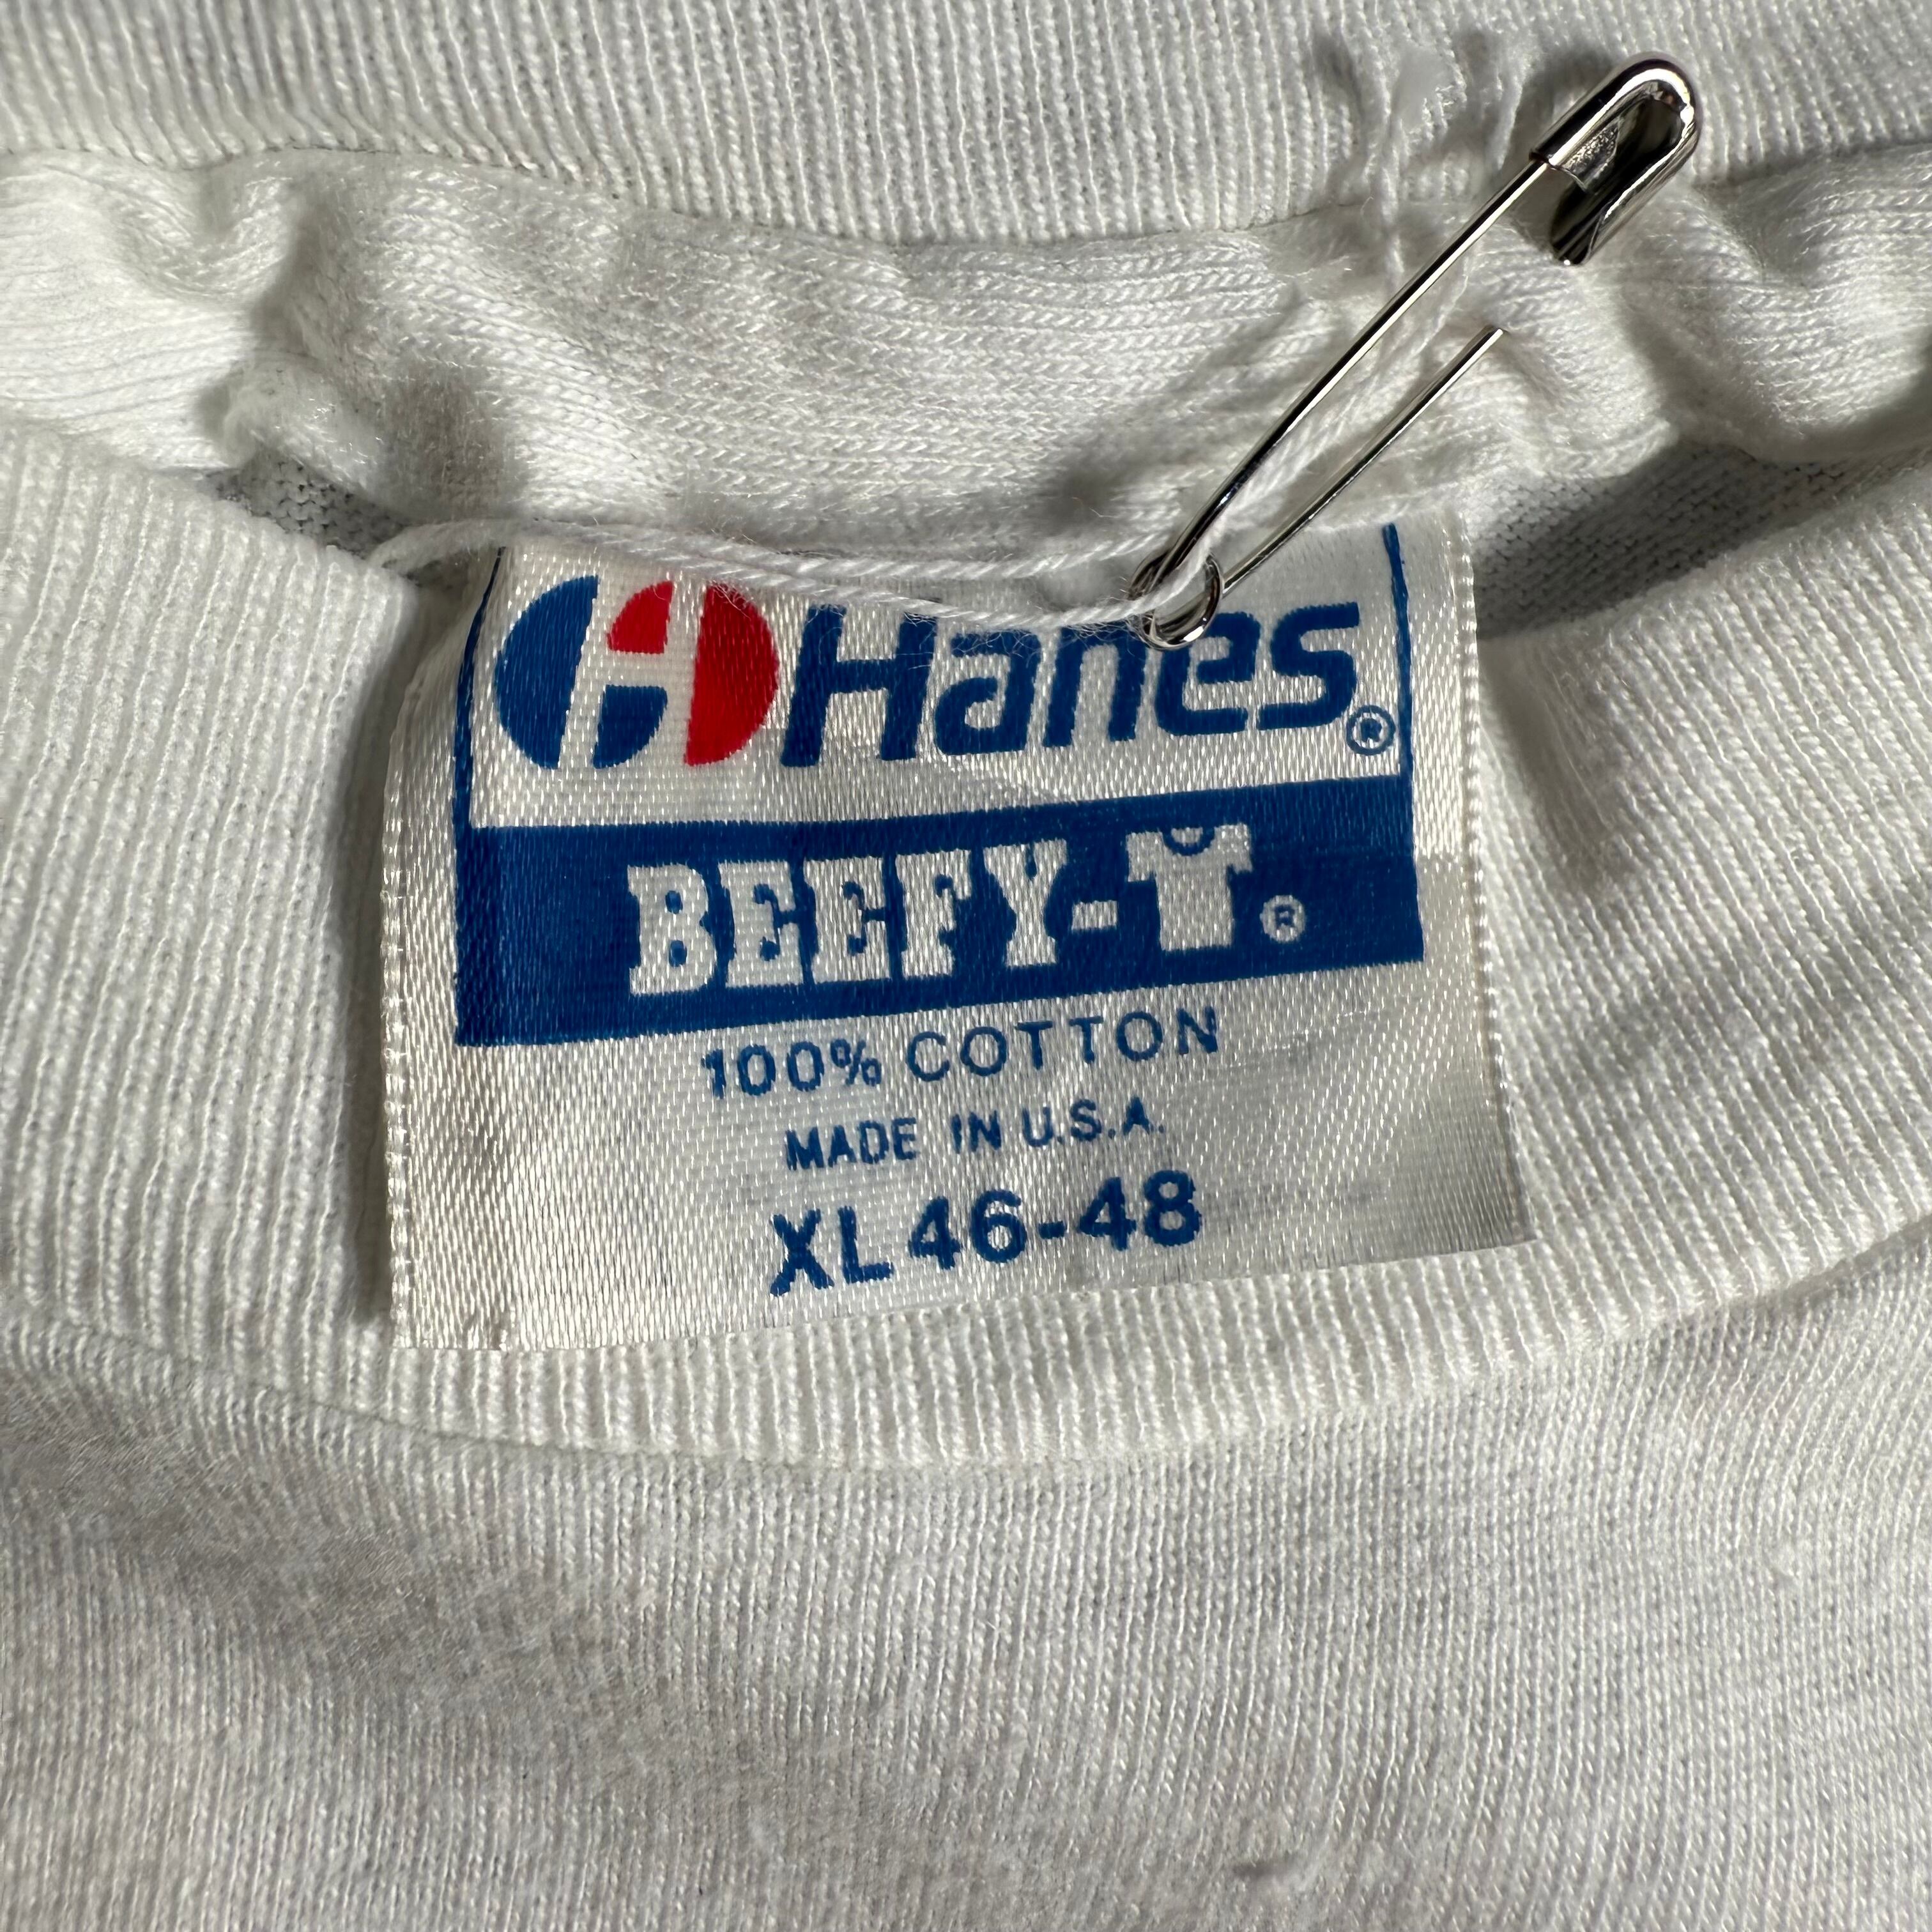 Hanes®
BEEFY-T®
100% COTTON
MADE IN U.S.A.
XL 46-48